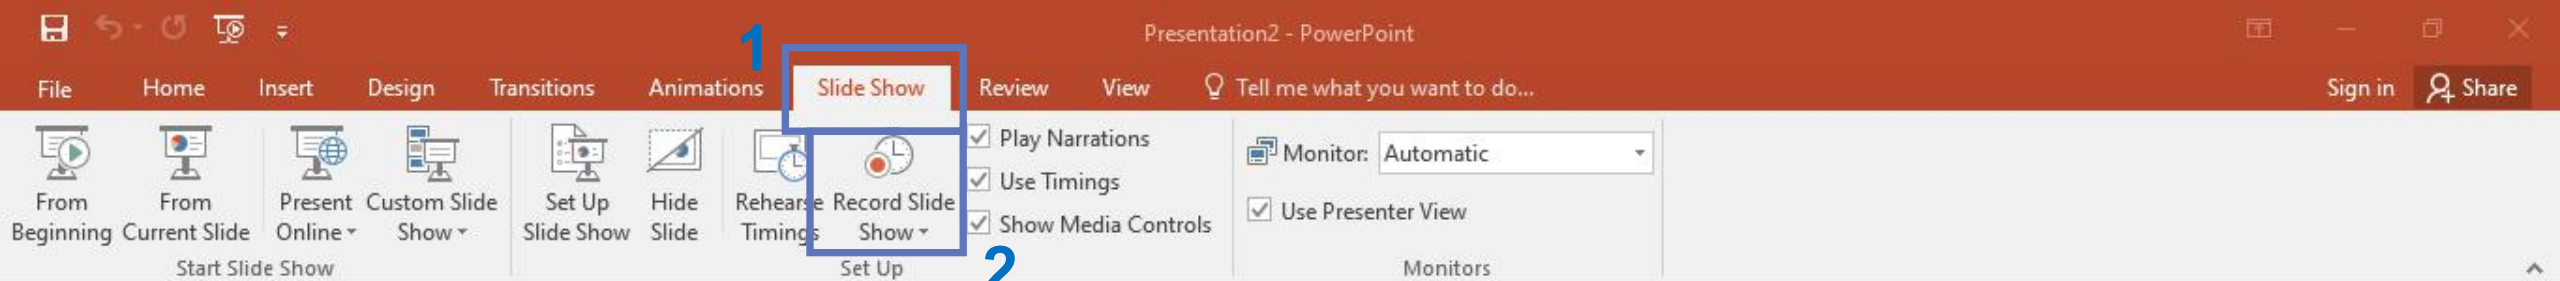 Presentation2 - PowerPoint
1
File Home Insert Design Transitions Animations Slide Show Review View Tell me what you want to do... Sign in Share
From Beginning
From Current Slide
Present Online
Custom Slide Show
Start Slide Show
Set Up Slide Show
Hide Slide
Rehearse Timings
Record Slide Show
Play Narrations
Use Timings
Show Media Controls
Set Up
2
Monitor: Automatic
Use Presenter View
Monitors